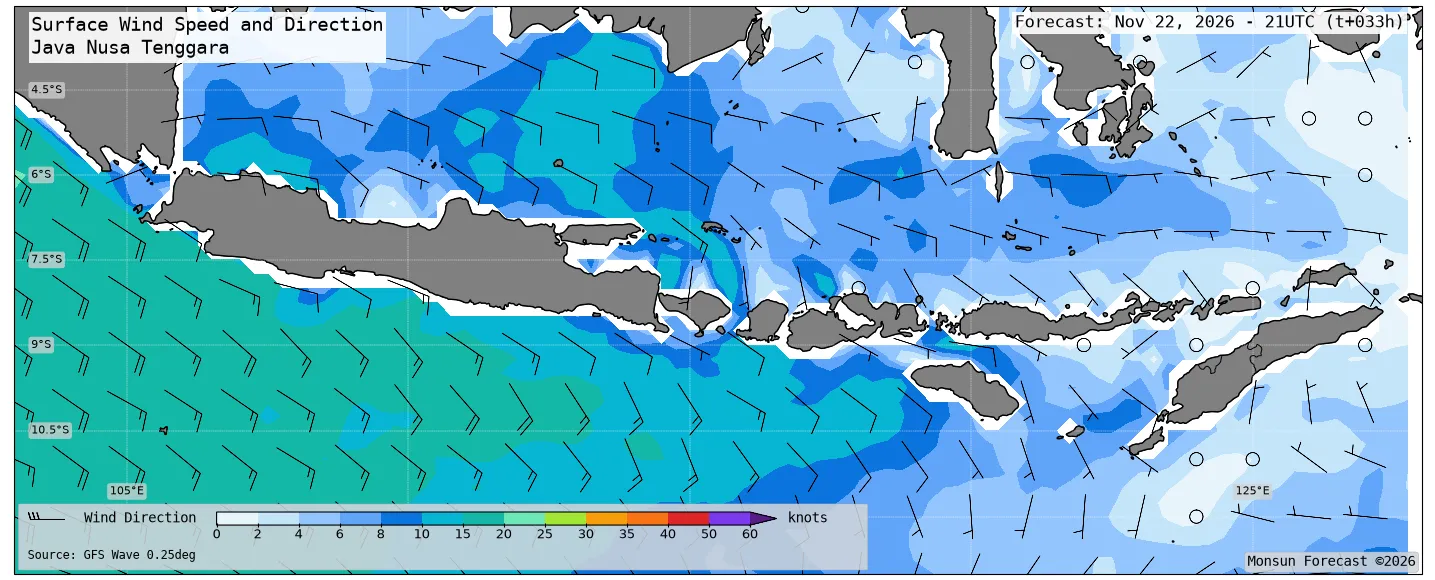 Surface Wind Speed and Direction
Java Nusa Tenggara
Forecast: Nov 22, 2026 - 21UTC (t+033h)
4.5°S
6°S
7.5°S
9°S
10.5°S
105°E
125°E
Wind Direction
knots
0 2 4 6 8 10 15 20 25 30 35 40 50 60
Source: GFS Wave 0.25deg
Monsun Forecast ©2026